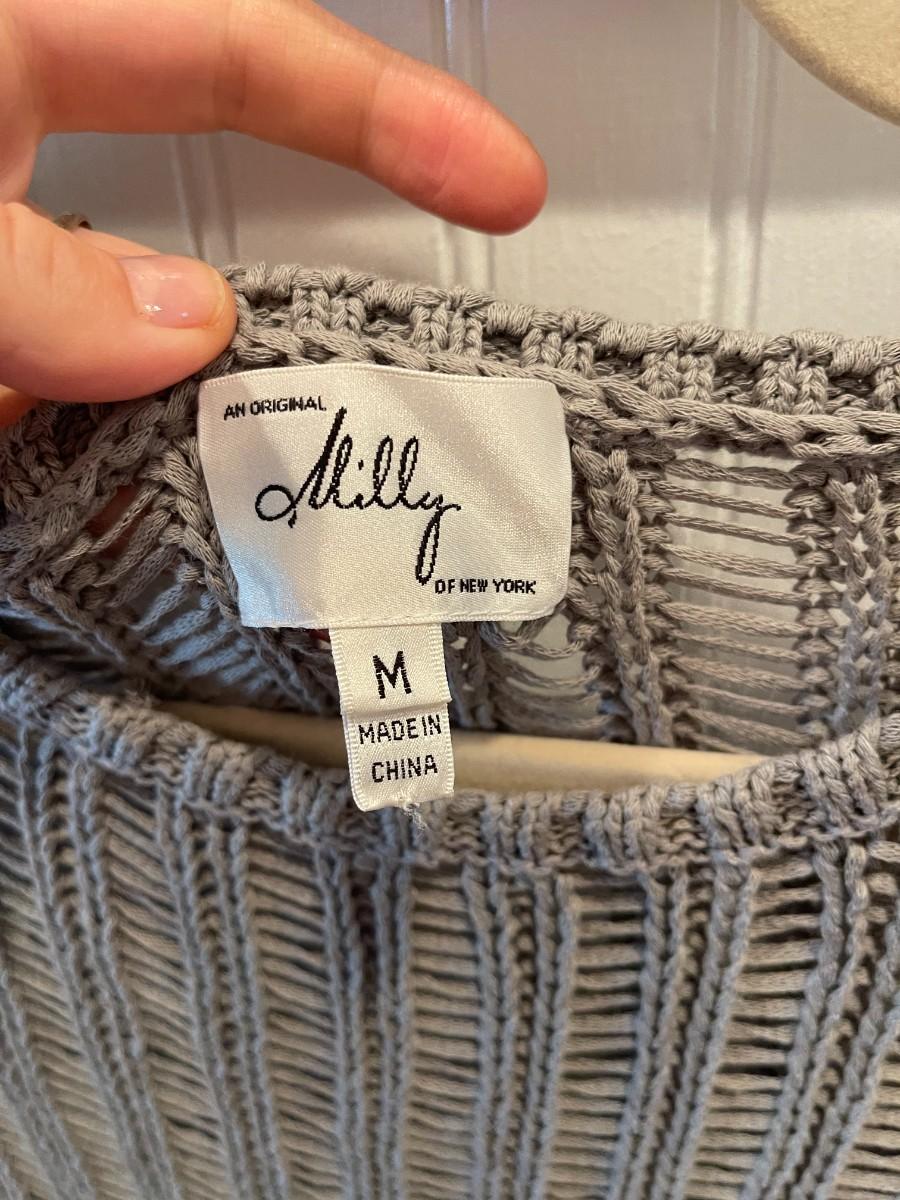 AN ORIGINAL
Milly
OF NEW YORK
M
MADE IN
CHINA